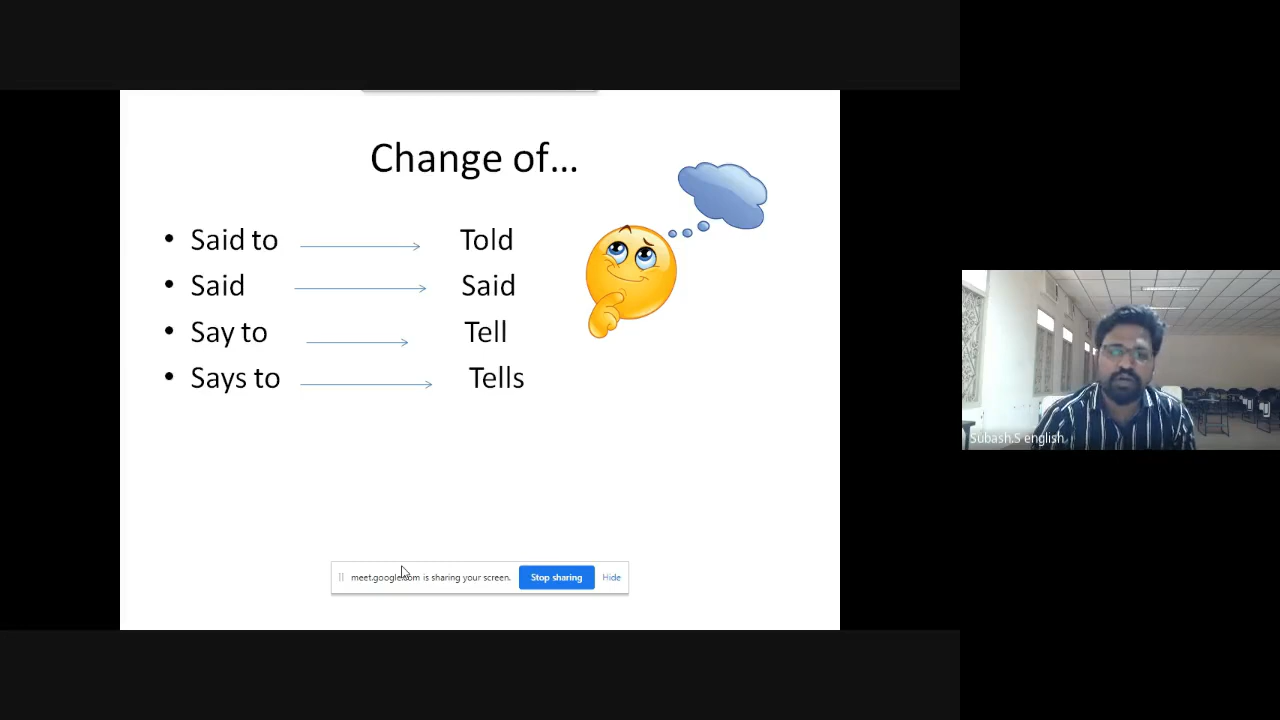 Change of...
• Said to Told
• Said Said
• Say to Tell
• Says to Tells
Subash.S english
meet.google.com is sharing your screen. Stop sharing Hide